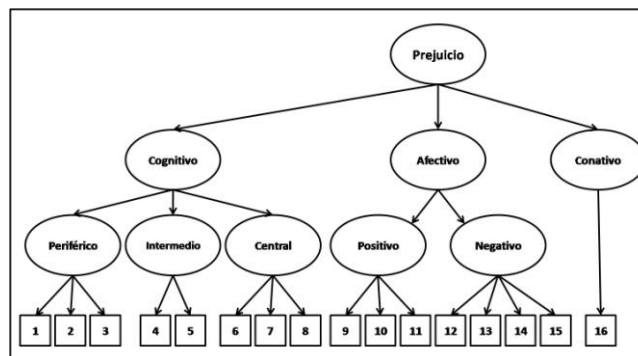 Prejuicio
Cognitivo Afectivo Conativo
Periférico Intermedio Central Positivo Negativo
1 2 3 4 5 6 7 8 9 10 11 12 13 14 15 16